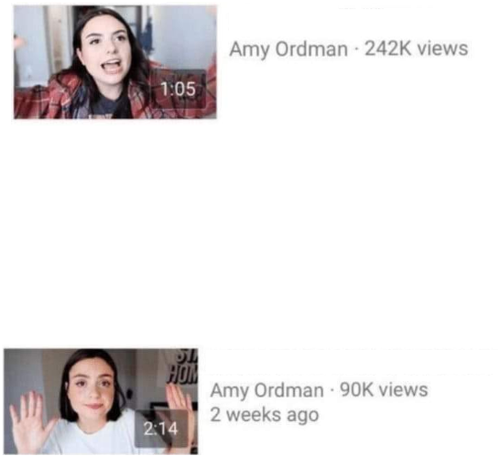 1:05
Amy Ordman · 242K views
2:14
Amy Ordman · 90K views
2 weeks ago